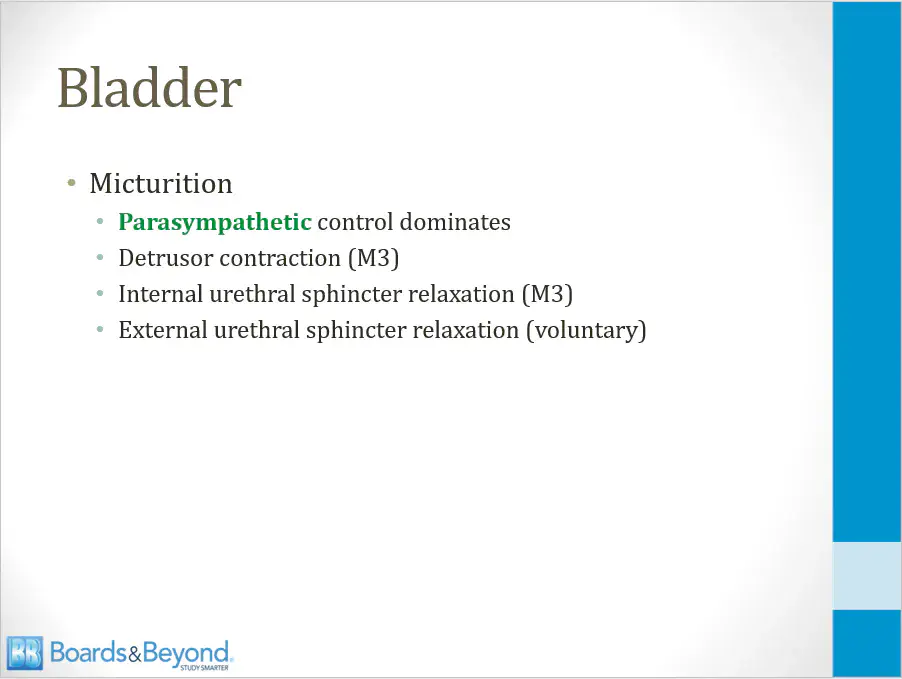 Bladder
• Micturition
• Parasympathetic control dominates
• Detrusor contraction (M3)
• Internal urethral sphincter relaxation (M3)
• External urethral sphincter relaxation (voluntary)
BB Boards&Beyond.
STUDY SMARTER